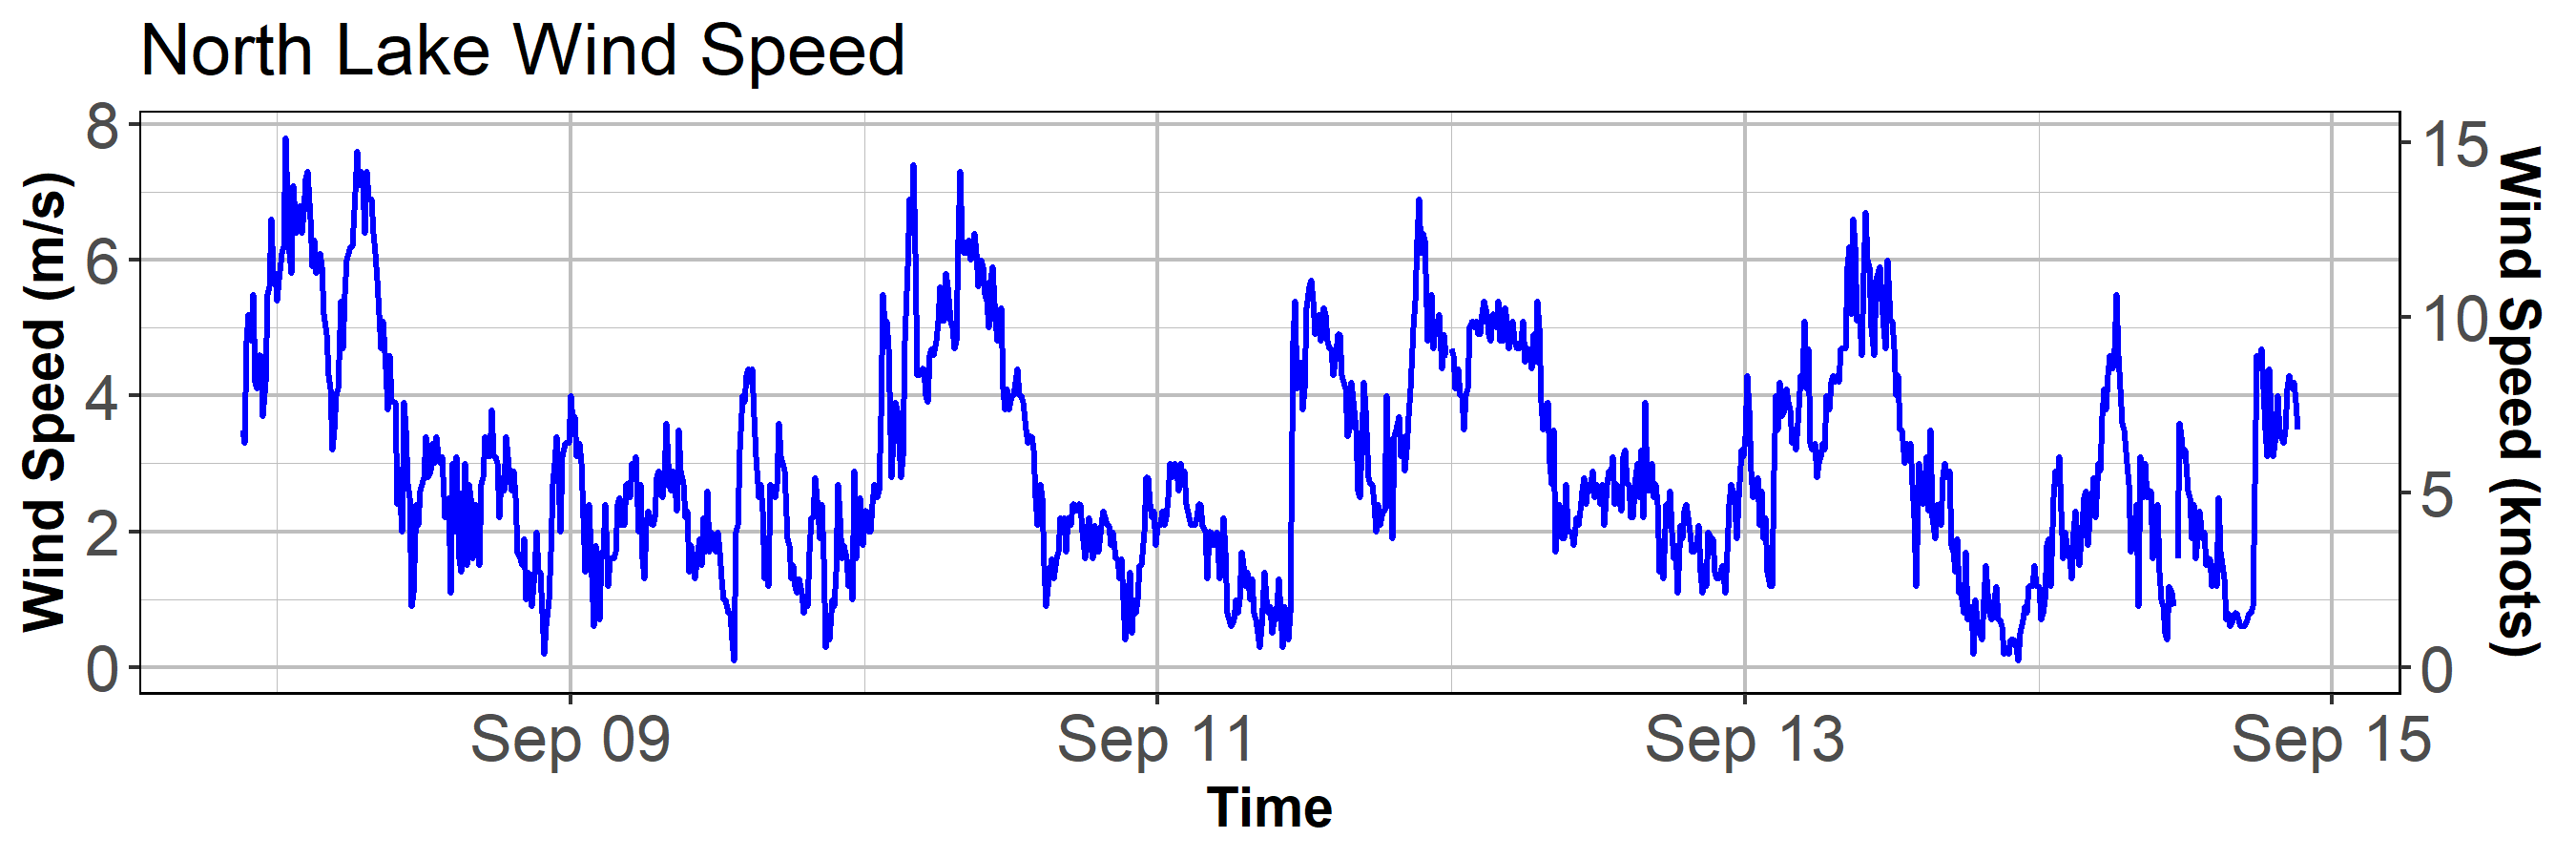 North Lake Wind Speed
8
6
4
2
0
Wind Speed (m/s)
15
10
5
0
Wind Speed (knots)
Sep 09
Sep 11
Sep 13
Sep 15
Time